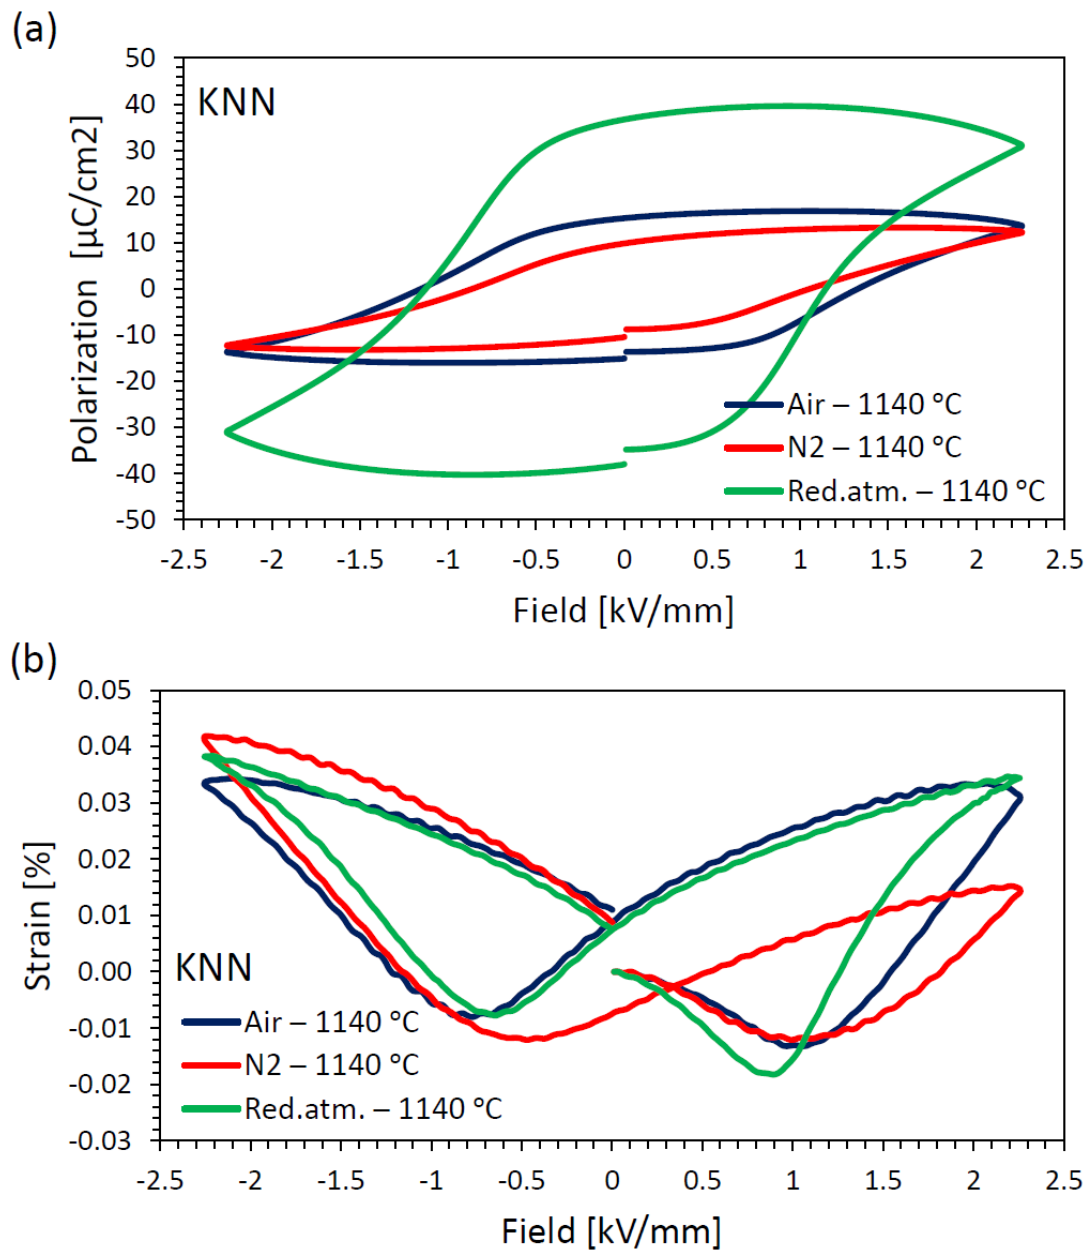 (a)
50
40
30
20
10
0
-10
-20
-30
-40
-50
Polarization [µC/cm2]
KNN
Air – 1140 °C
N2 – 1140 °C
Red.atm. – 1140 °C
-2.5 -2 -1.5 -1 -0.5 0 0.5 1 1.5 2 2.5
Field [kV/mm]
(b)
0.05
0.04
0.03
0.02
0.01
0.00
-0.01
-0.02
-0.03
Strain [%]
KNN
Air – 1140 °C
N2 – 1140 °C
Red.atm. – 1140 °C
-2.5 -2 -1.5 -1 -0.5 0 0.5 1 1.5 2 2.5
Field [kV/mm]